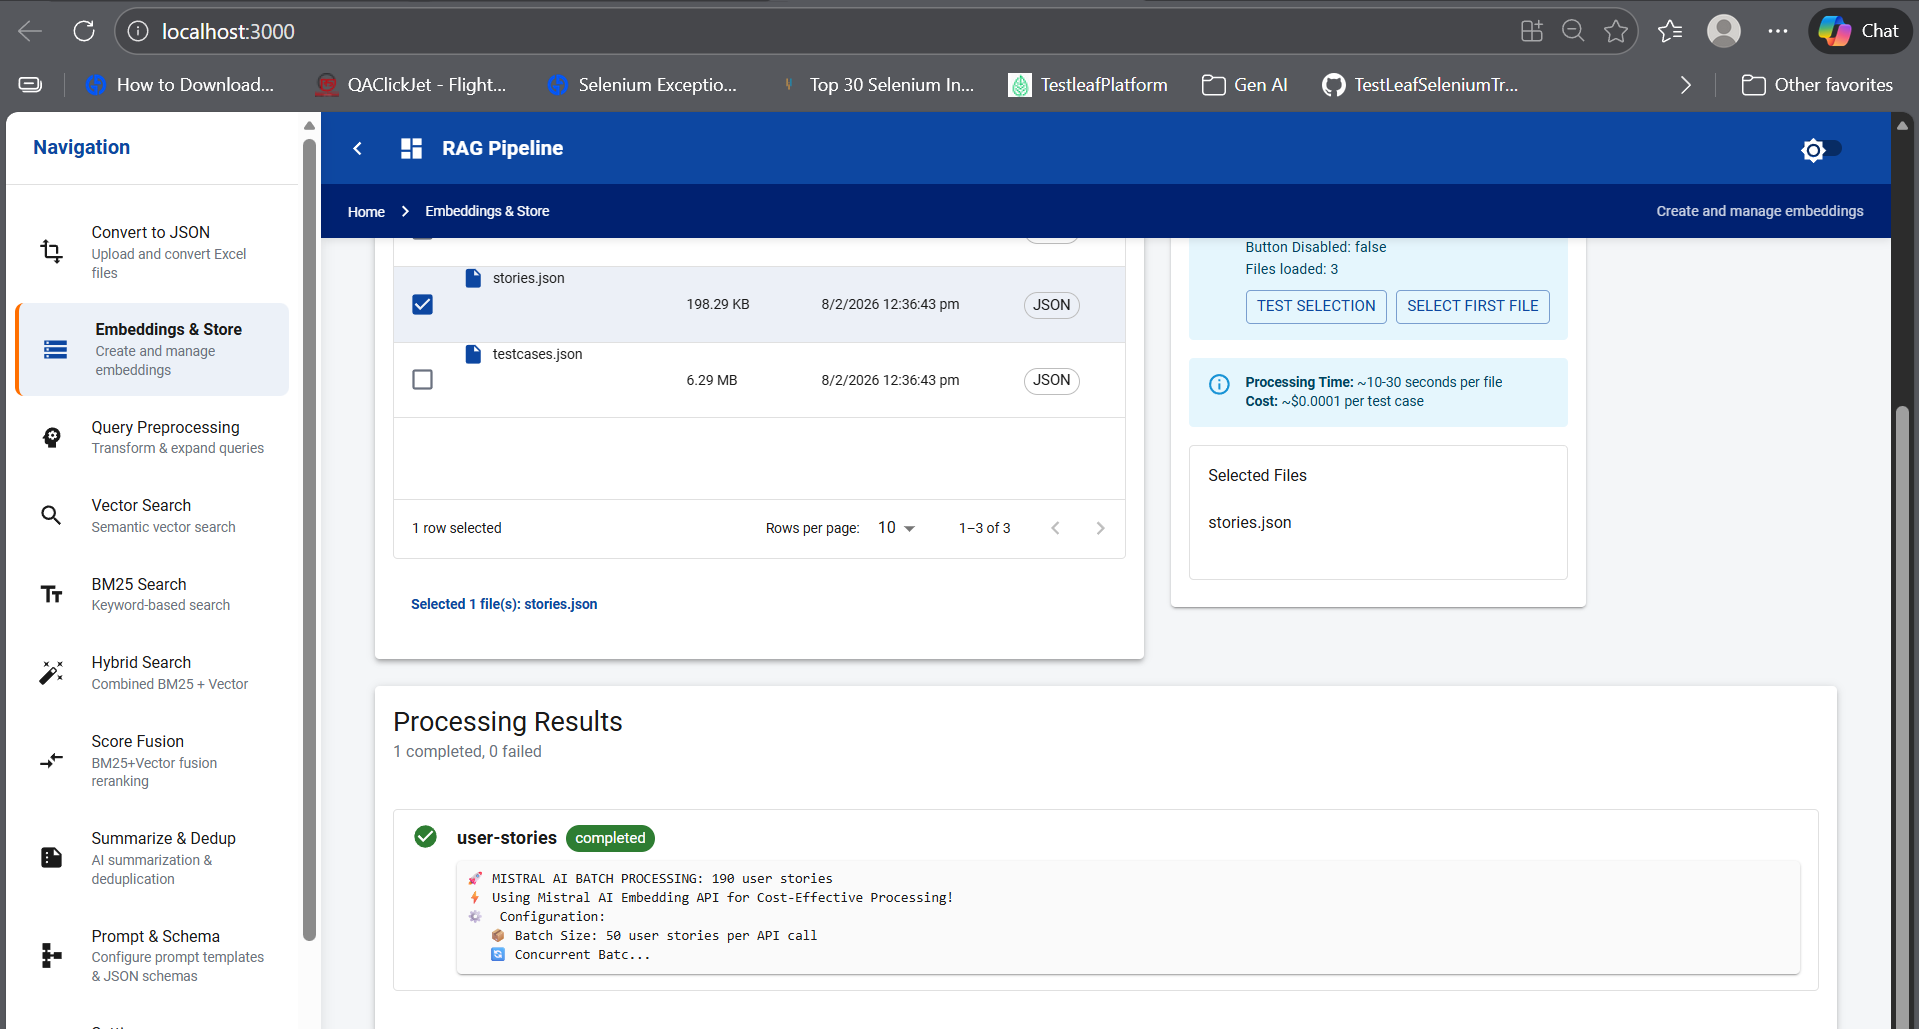 localhost:3000
Chat
How to Download...
QAClickJet - Flight...
Selenium Exceptio...
Top 30 Selenium In...
TestleafPlatform
Gen AI
TestLeafSeleniumTr...
Other favorites
Navigation
Convert to JSON
Upload and convert Excel
files
Embeddings & Store
Create and manage
embeddings
Query Preprocessing
Transform & expand queries
Vector Search
Semantic vector search
BM25 Search
Keyword-based search
Hybrid Search
Combined BM25 + Vector
Score Fusion
BM25+Vector fusion
reranking
Summarize & Dedup
AI summarization &
deduplication
Prompt & Schema
Configure prompt templates
& JSON schemas
RAG Pipeline
Home
Embeddings & Store
Create and manage embeddings
stories.json
198.29 KB
8/2/2026 12:36:43 pm
JSON
testcases.json
6.29 MB
8/2/2026 12:36:43 pm
JSON
1 row selected
Rows per page:
10
1–3 of 3
Selected 1 file(s): stories.json
Button Disabled: false
Files loaded: 3
TEST SELECTION
SELECT FIRST FILE
Processing Time: ~10-30 seconds per file
Cost: ~$0.0001 per test case
Selected Files
stories.json
Processing Results
1 completed, 0 failed
user-stories
completed
🚀 MISTRAL AI BATCH PROCESSING: 190 user stories
⚡ Using Mistral AI Embedding API for Cost-Effective Processing!
⚙️ Configuration:
📦 Batch Size: 50 user stories per API call
🔄 Concurrent Batc...